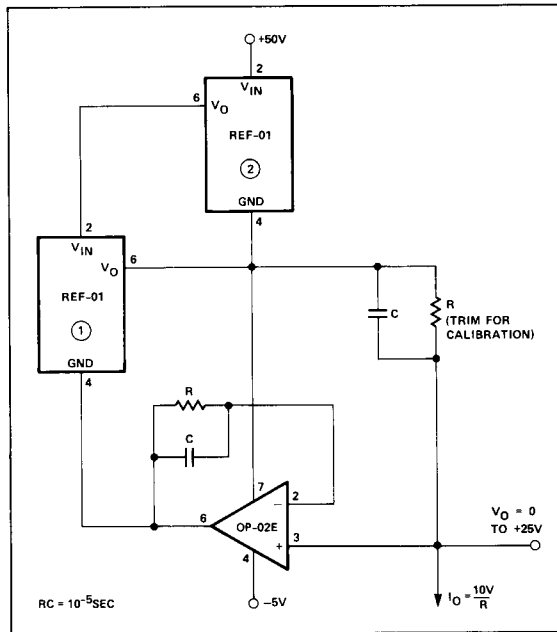 +50V
2
6
V_IN
V_O
REF-01
2
GND
4
2
V_IN
V_O
6
REF-01
1
GND
4
C
R
(TRIM FOR
CALIBRATION)
R
C
7
2
−
6
OP-02E
+
3
4
−5V
V_O = 0
TO +25V
I_O = 10V/R
RC = 10⁻⁵SEC